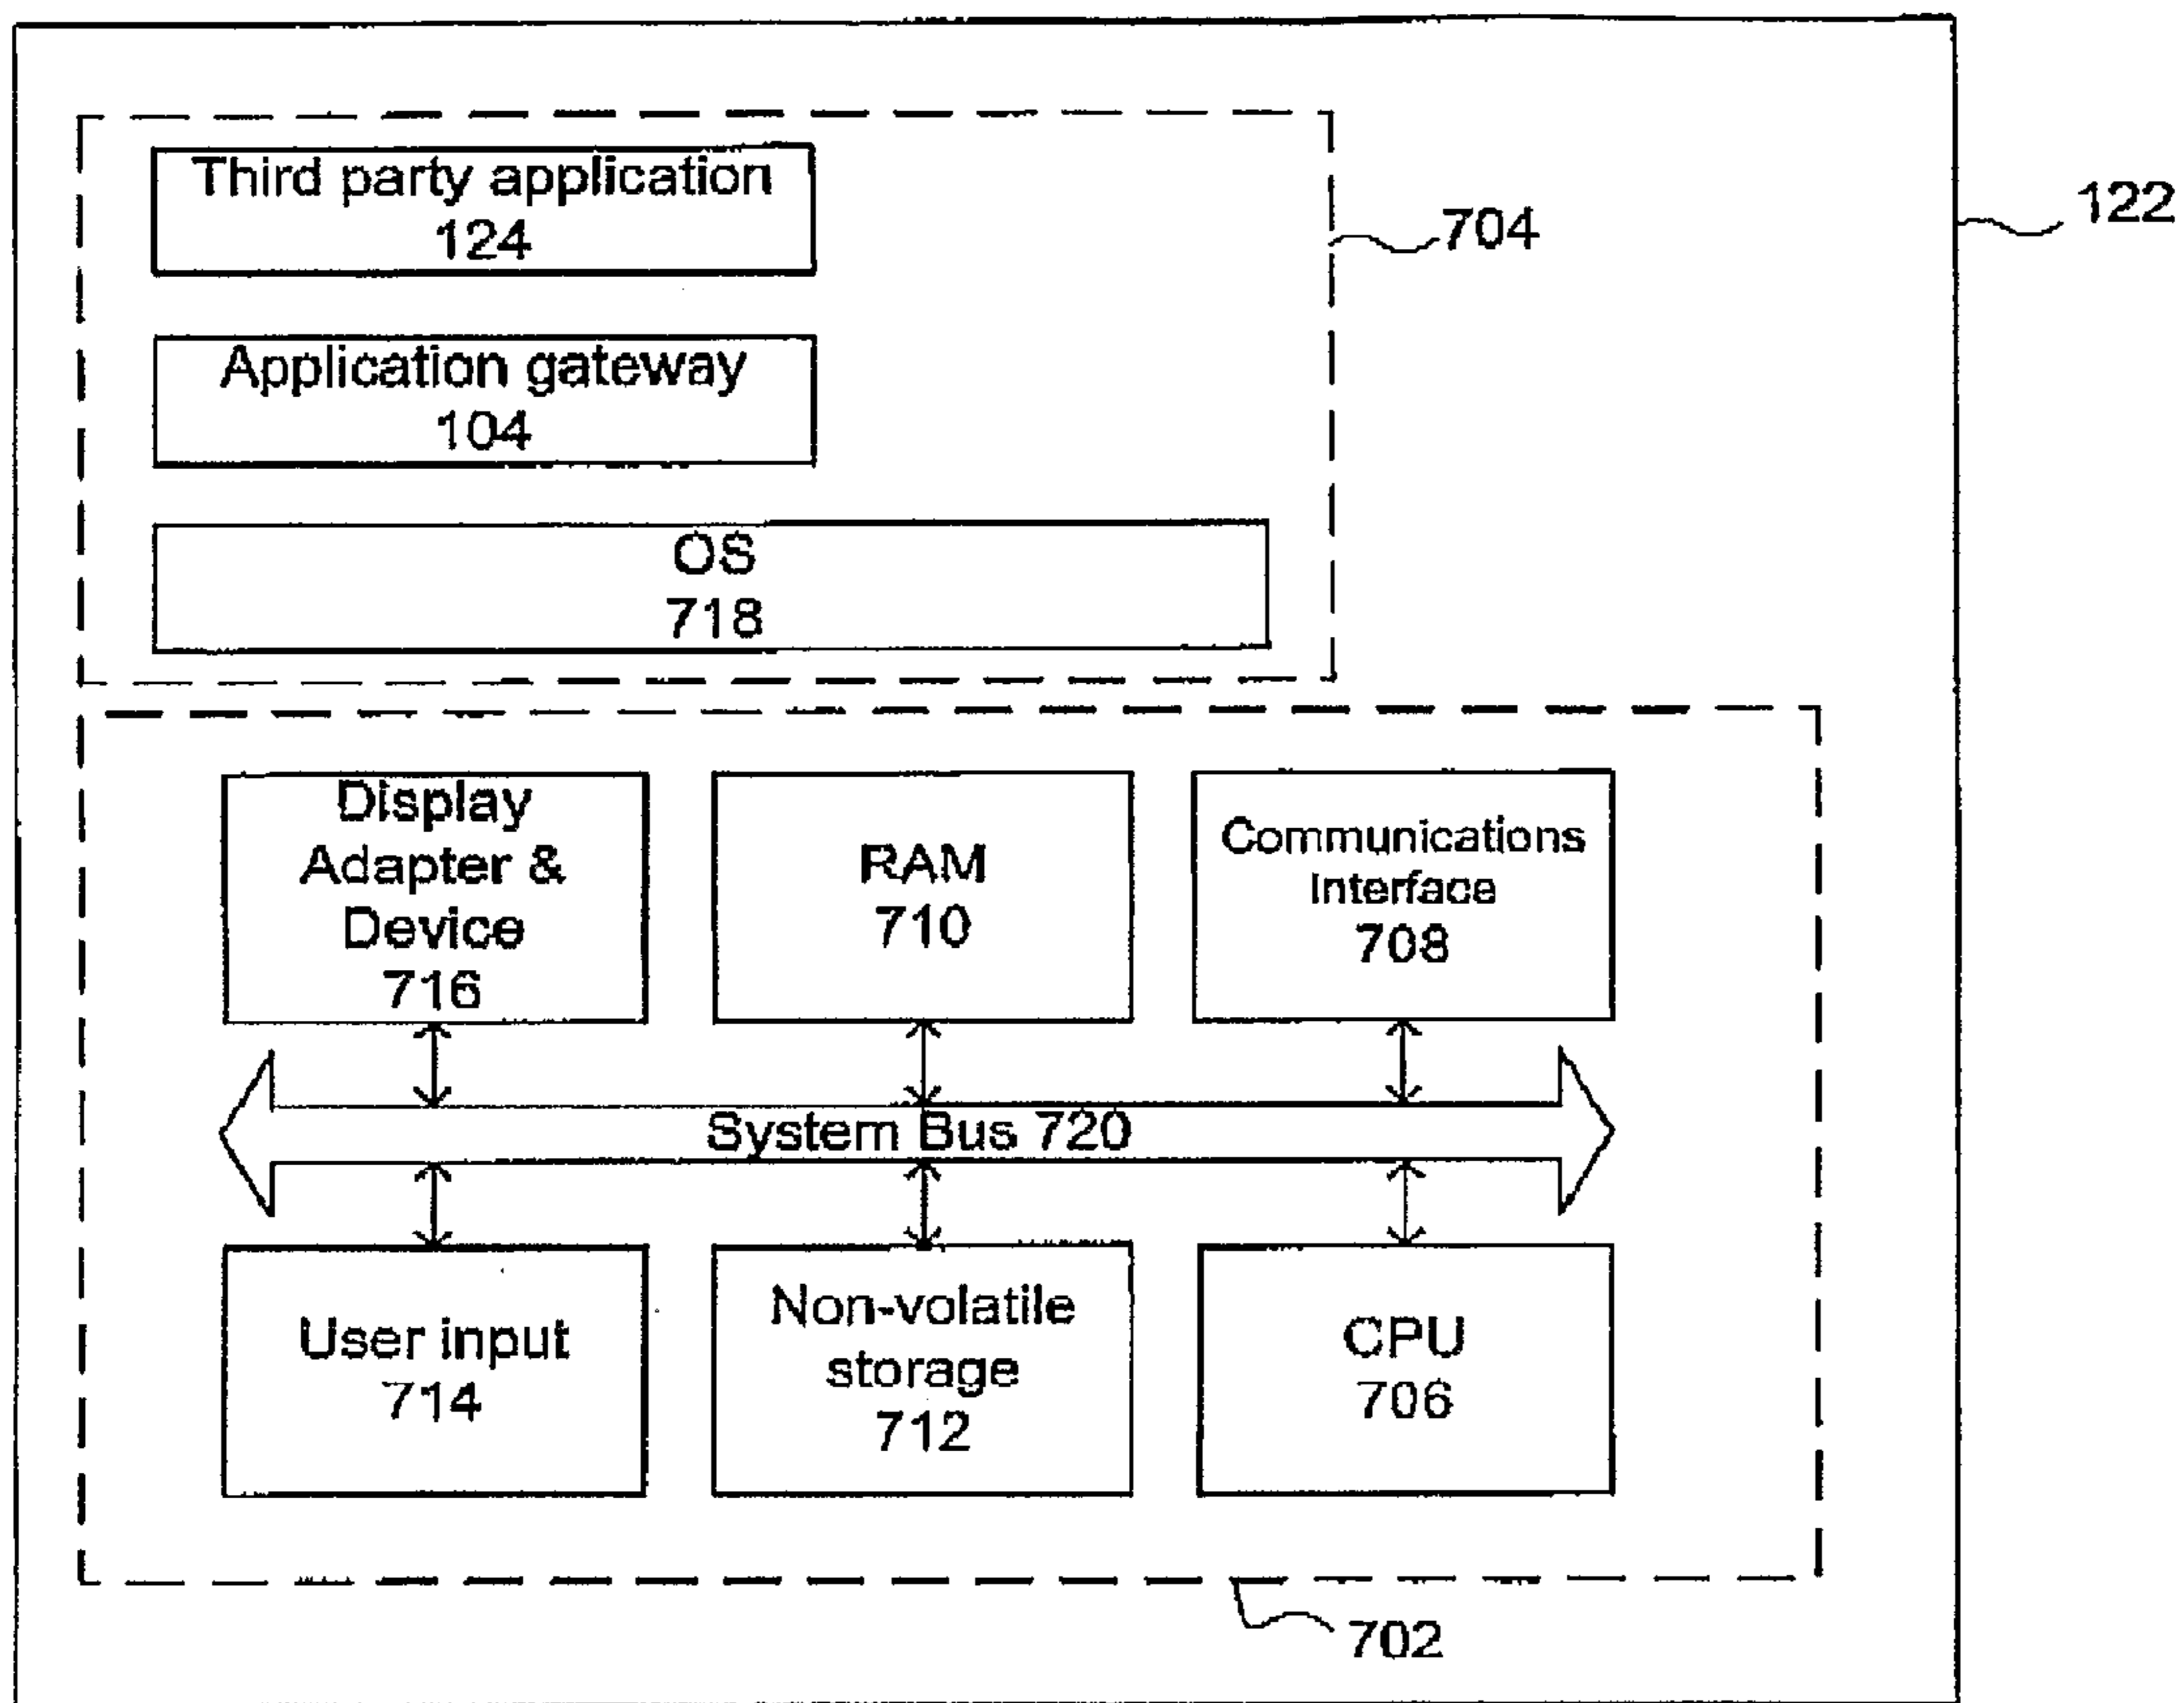 Third party application
124
704
122
Application gateway
104
OS
718
Display
Adapter &
Device
716
RAM
710
Communications
Interface
708
System Bus 720
User input
714
Non-volatile
storage
712
CPU
706
702